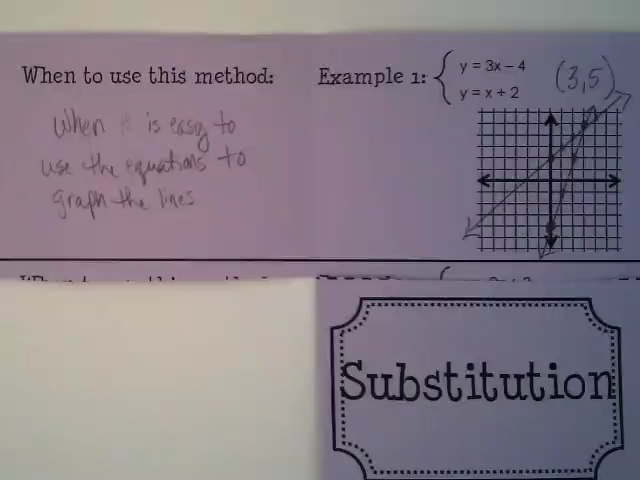 When to use this method:
When it is easy to
use the equations to
graph the lines
Example 1:
y = 3x – 4
y = x + 2
(3,5)
Substitution